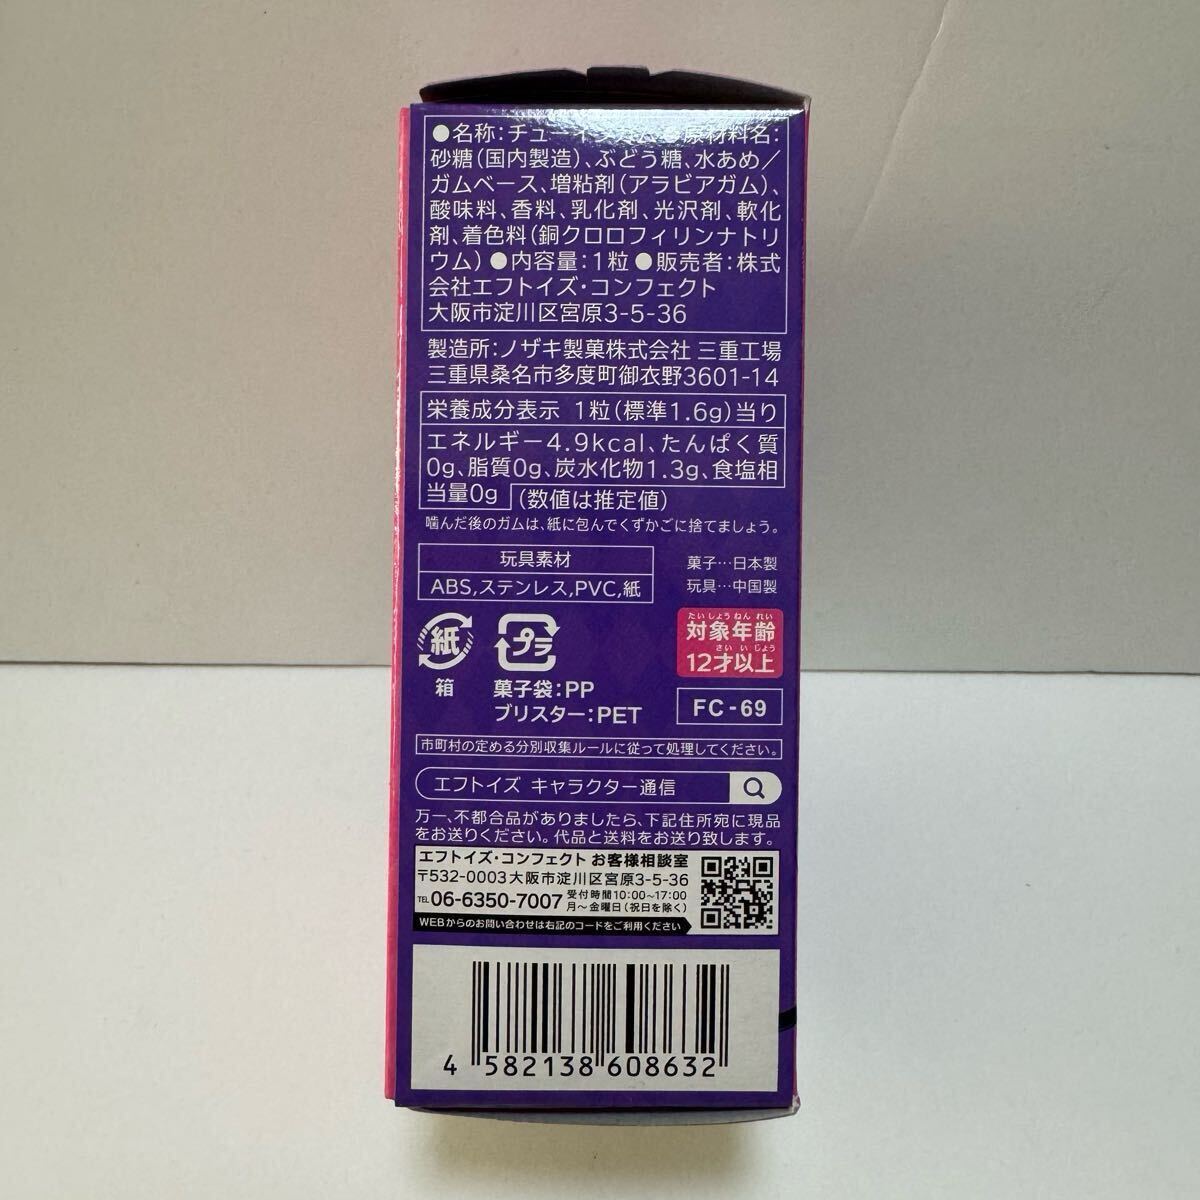 ●名称:チューインガム●原材料名:
砂糖(国内製造)、ぶどう糖、水あめ/
ガムベース、増粘剤(アラビアガム)、
酸味料、香料、乳化剤、光沢剤、軟化
剤、着色料(銅クロロフィリンナトリ
ウム)●内容量:1粒●販売者:株式
会社エフトイズ・コンフェクト
大阪市淀川区宮原3-5-36
製造所:ノザキ製菓株式会社 三重工場
三重県桑名市多度町御衣野3601-14
栄養成分表示 1粒(標準1.6g)当り
エネルギー4.9kcal、たんぱく質
0g、脂質0g、炭水化物1.3g、食塩相
当量0g (数値は推定値)
噛んだ後のガムは、紙に包んでくずかごに捨てましょう。
玩具素材
ABS,ステンレス,PVC,紙
菓子…日本製
玩具…中国製
紙
箱
プラ
菓子袋:PP
ブリスター:PET
たいしょうねんれい
対象年齢
さいいじょう
12才以上
FC-69
市町村の定める分別収集ルールに従って処理してください。
エフトイズ キャラクター通信
万一、不都合品がありましたら、下記住所宛に現品
をお送りください。代品と送料をお送り致します。
エフトイズ・コンフェクト お客様相談室
〒532-0003 大阪市淀川区宮原3-5-36
TEL 06-6350-7007 受付時間10:00~17:00
月~金曜日(祝日を除く)
WEBからのお問い合わせは右記のコードをご利用ください
4 582138 608632